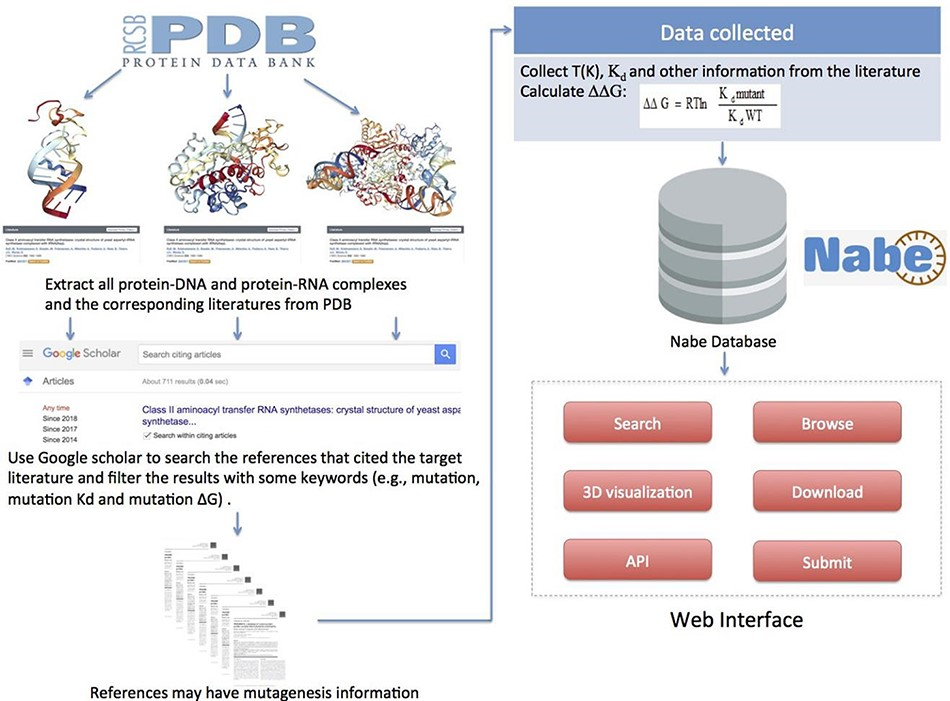 RCSB
PDB
PROTEIN DATA BANK
Extract all protein-DNA and protein-RNA complexes
and the corresponding literatures from PDB
Google Scholar
Search citing articles
Articles
About 711 results (0.04 sec)
Any time
Since 2018
Since 2017
Since 2014
Class II aminoacyl transfer RNA synthetases: crystal structure of yeast aspa
synthetase...
Search within citing articles
Use Google scholar to search the references that cited the target
literature and filter the results with some keywords (e.g., mutation,
mutation Kd and mutation ΔG) .
References may have mutagenesis information
Data collected
Collect T(K), Kd and other information from the literature
Calculate ΔΔG:
ΔΔ G = RTln K d mutant
K d WT
Nabe
Nabe Database
Search
Browse
3D visualization
Download
API
Submit
Web Interface